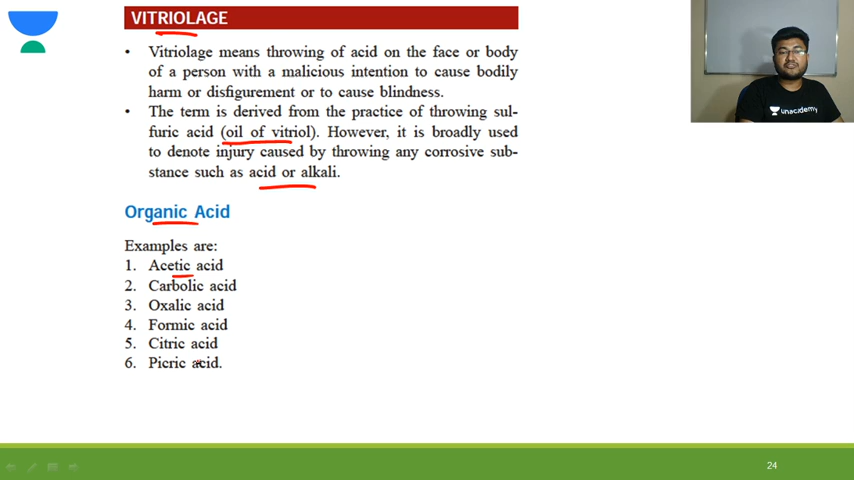 VITRIOLAGE
• Vitriolage means throwing of acid on the face or body
of a person with a malicious intention to cause bodily
harm or disfigurement or to cause blindness.
• The term is derived from the practice of throwing sul-
furic acid (oil of vitriol). However, it is broadly used
to denote injury caused by throwing any corrosive sub-
stance such as acid or alkali.
Organic Acid
Examples are:
1. Acetic acid
2. Carbolic acid
3. Oxalic acid
4. Formic acid
5. Citric acid
6. Picric acid.
unacademy
24